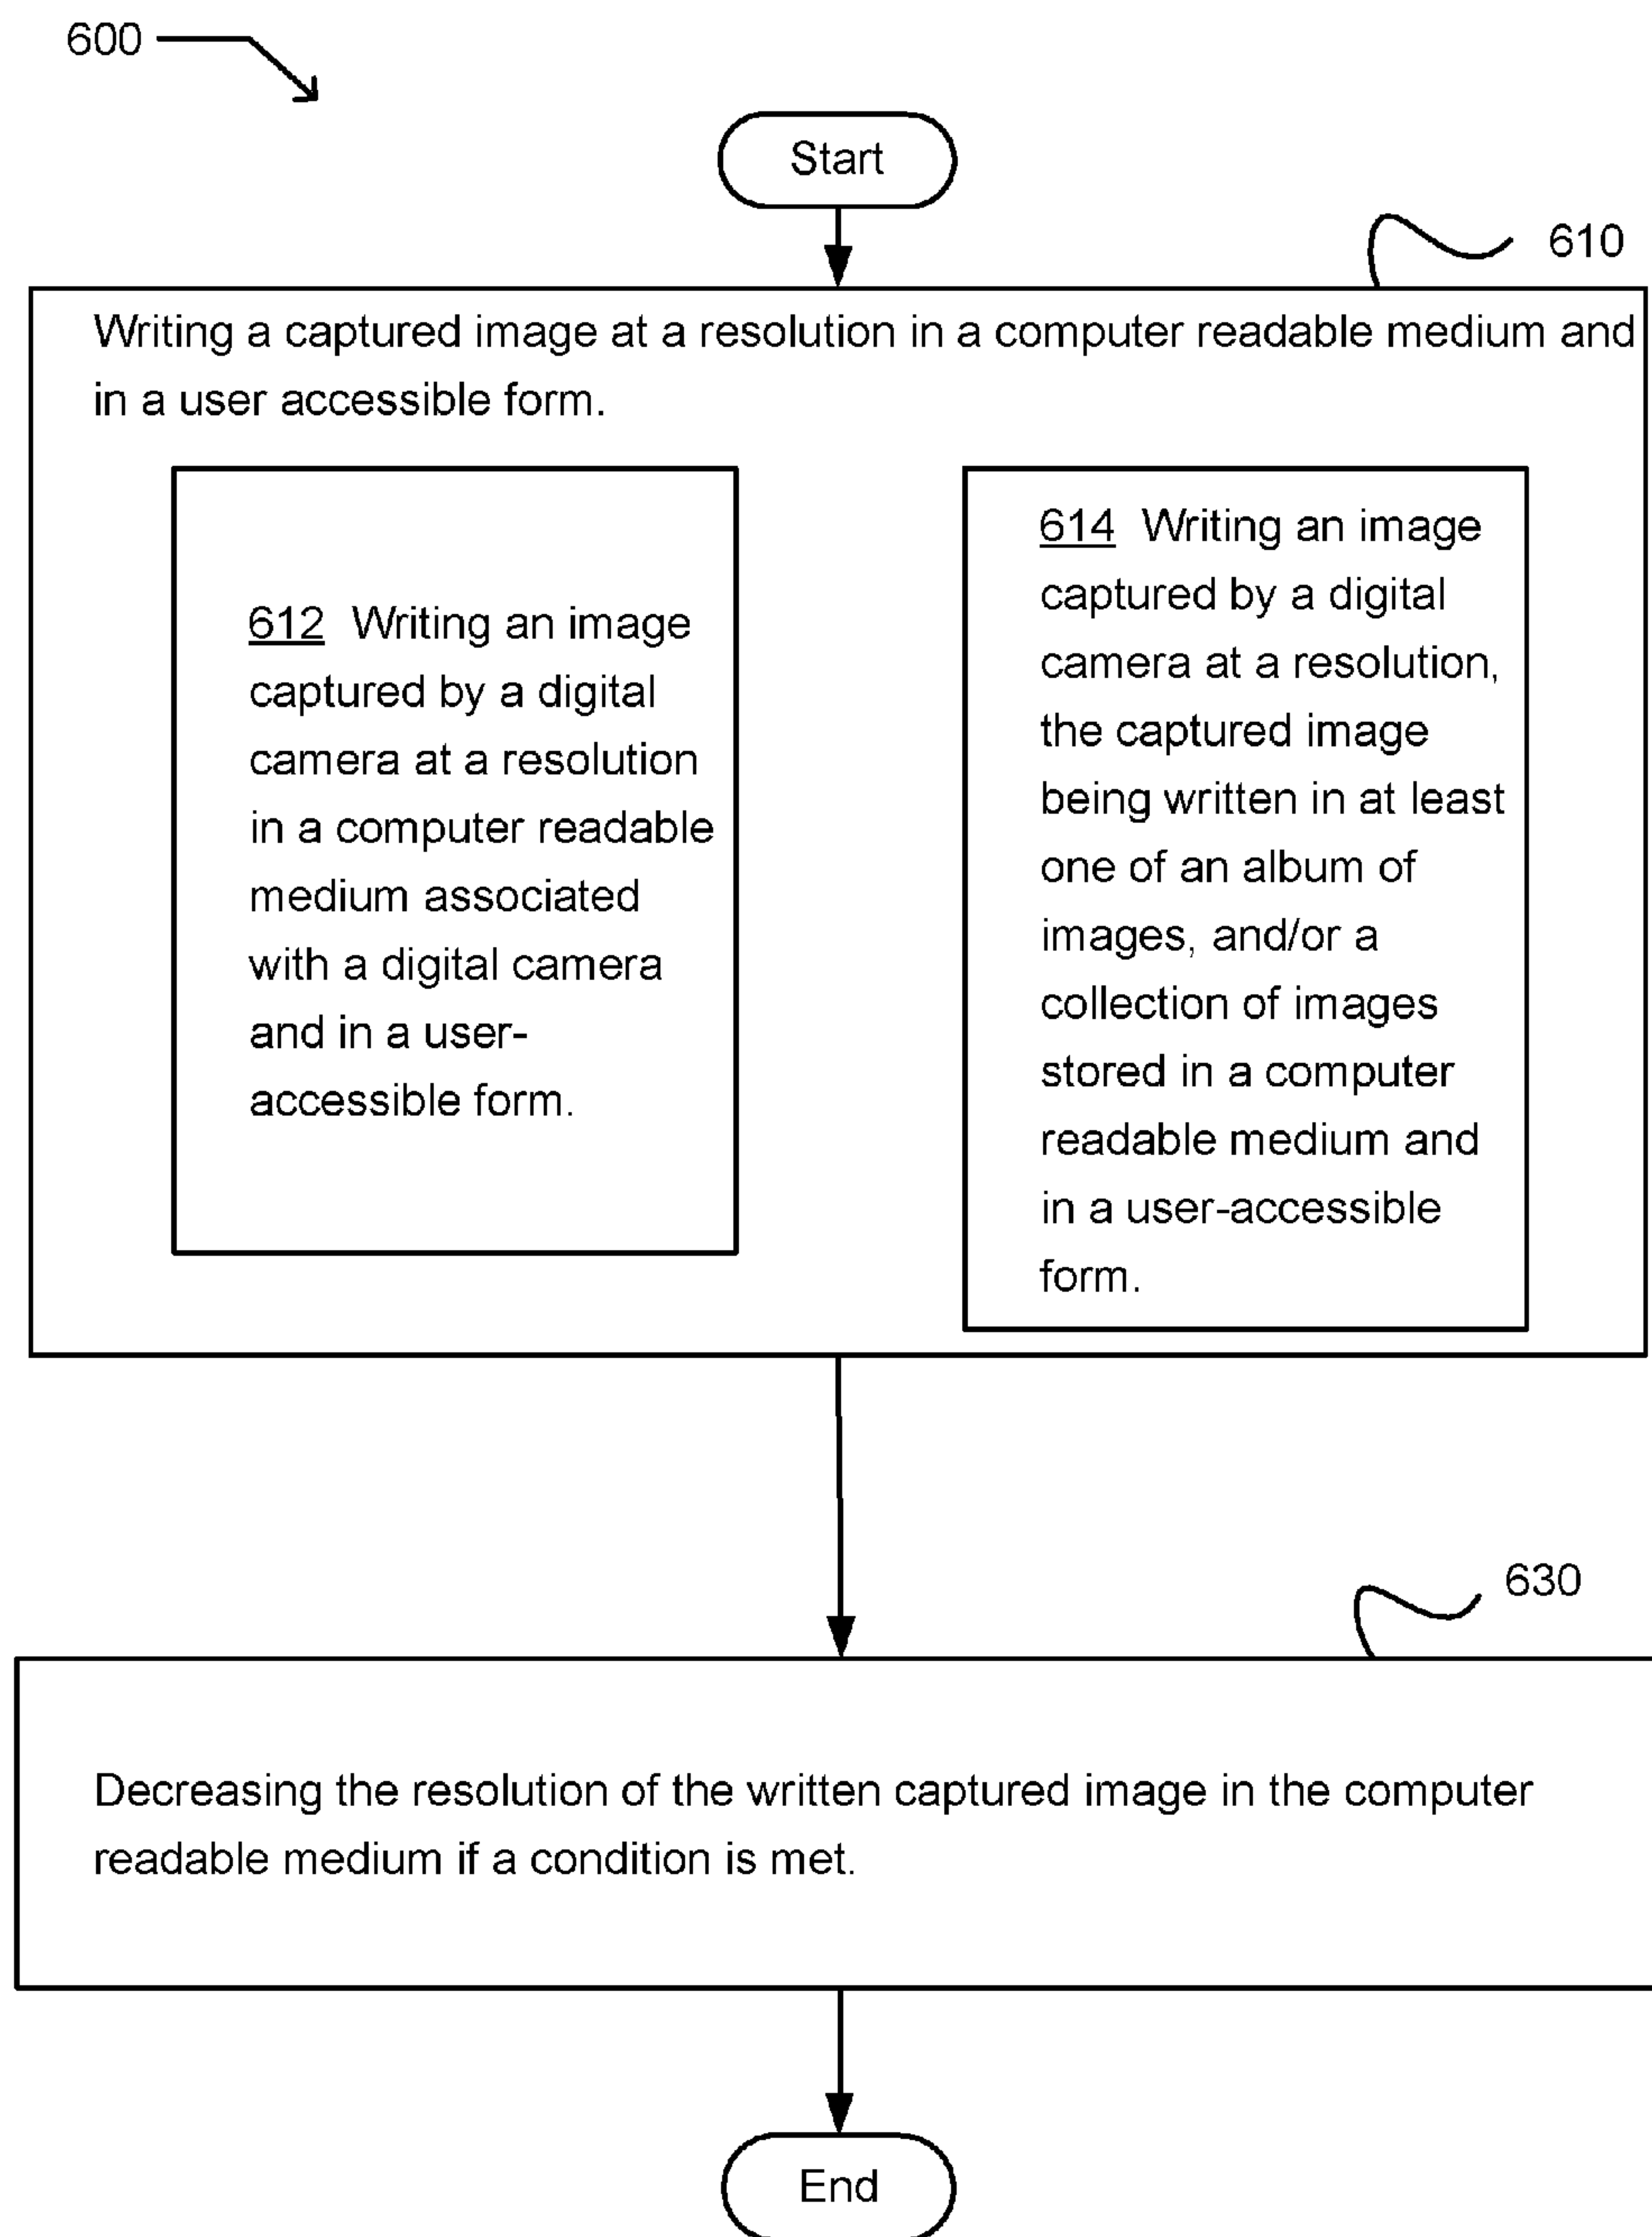 600
Start
610
Writing a captured image at a resolution in a computer readable medium and
in a user accessible form.
612 Writing an image
captured by a digital
camera at a resolution
in a computer readable
medium associated
with a digital camera
and in a user-
accessible form.
614 Writing an image
captured by a digital
camera at a resolution,
the captured image
being written in at least
one of an album of
images, and/or a
collection of images
stored in a computer
readable medium and
in a user-accessible
form.
630
Decreasing the resolution of the written captured image in the computer
readable medium if a condition is met.
End